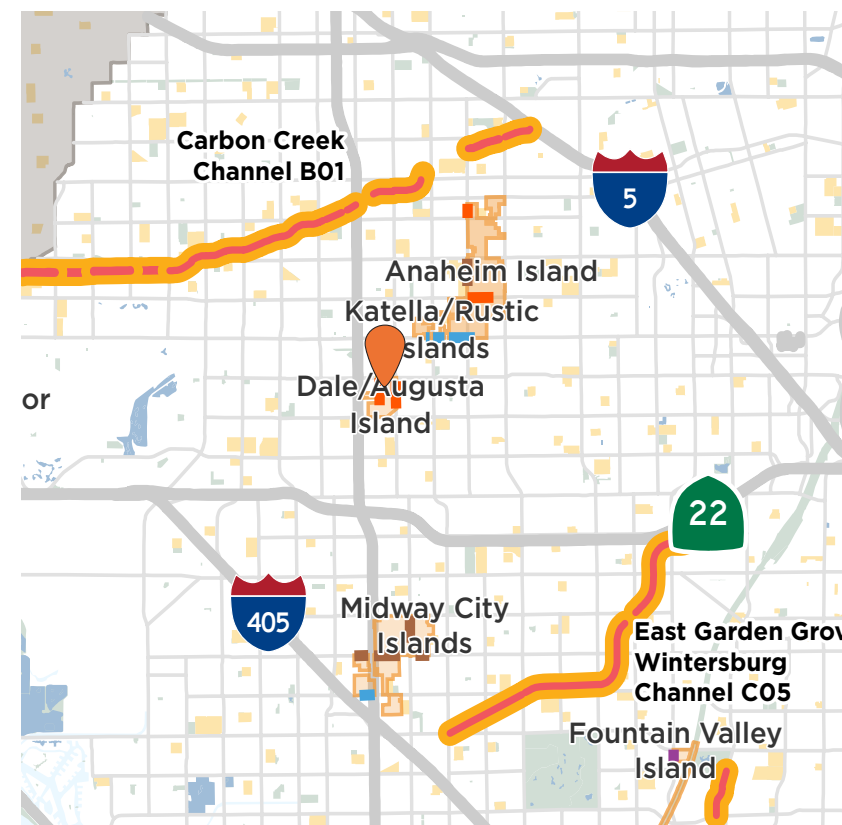 Carbon Creek
Channel B01
5
Anaheim Island
Katella/Rustic
slands
Dale/Augusta
Island
or
22
405
Midway City
Islands
East Garden Grov
Wintersburg
Channel C05
Fountain Valley
Island